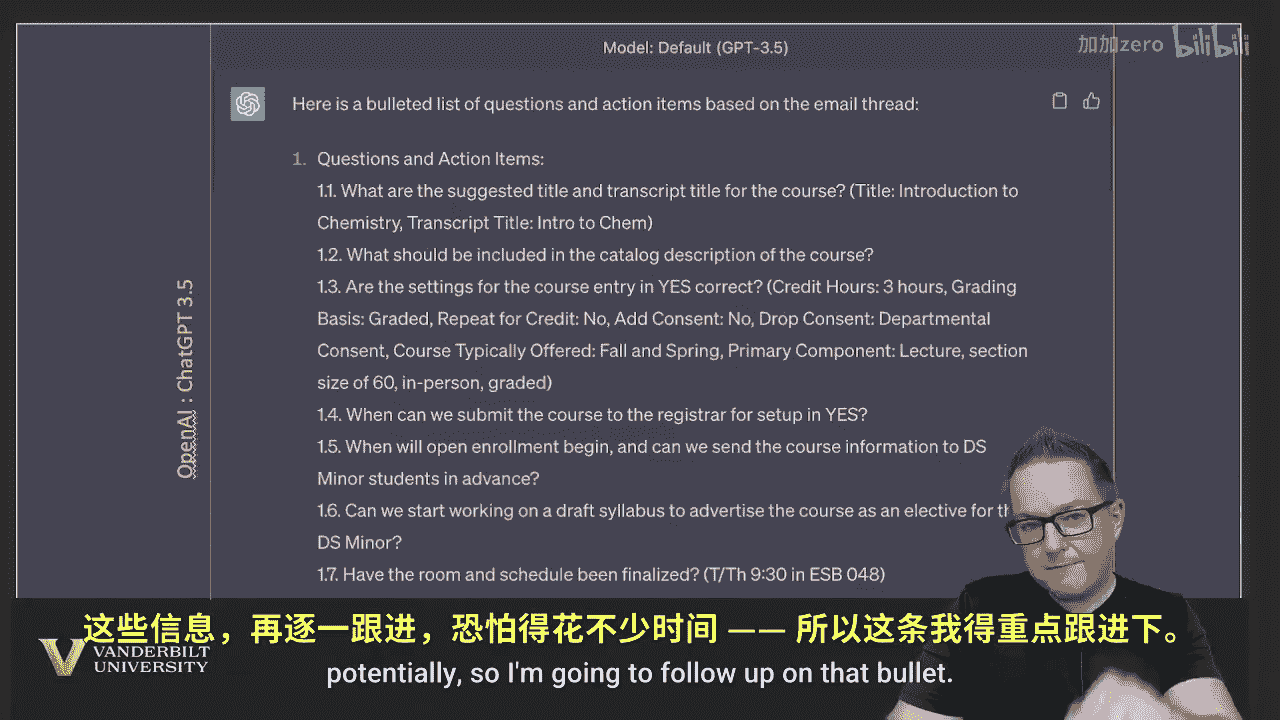 Model: Default (GPT-3.5)
加加zero bilibili
Here is a bulleted list of questions and action items based on the email thread:
1. Questions and Action Items:
1.1. What are the suggested title and transcript title for the course? (Title: Introduction to
Chemistry, Transcript Title: Intro to Chem)
1.2. What should be included in the catalog description of the course?
1.3. Are the settings for the course entry in YES correct? (Credit Hours: 3 hours, Grading
Basis: Graded, Repeat for Credit: No, Add Consent: No, Drop Consent: Departmental
Consent, Course Typically Offered: Fall and Spring, Primary Component: Lecture, section
size of 60, in-person, graded)
1.4. When can we submit the course to the registrar for setup in YES?
1.5. When will open enrollment begin, and can we send the course information to DS
Minor students in advance?
1.6. Can we start working on a draft syllabus to advertise the course as an elective for
DS Minor?
1.7. Have the room and schedule been finalized? (T/Th 9:30 in ESB 048)
OpenAI : ChatGPT 3.5
这些信息，再逐一跟进，恐怕得花不少时间 —— 所以这条我得重点跟进下。
V VANDERBILT
UNIVERSITY
potentially, so I'm going to follow up on that bullet.